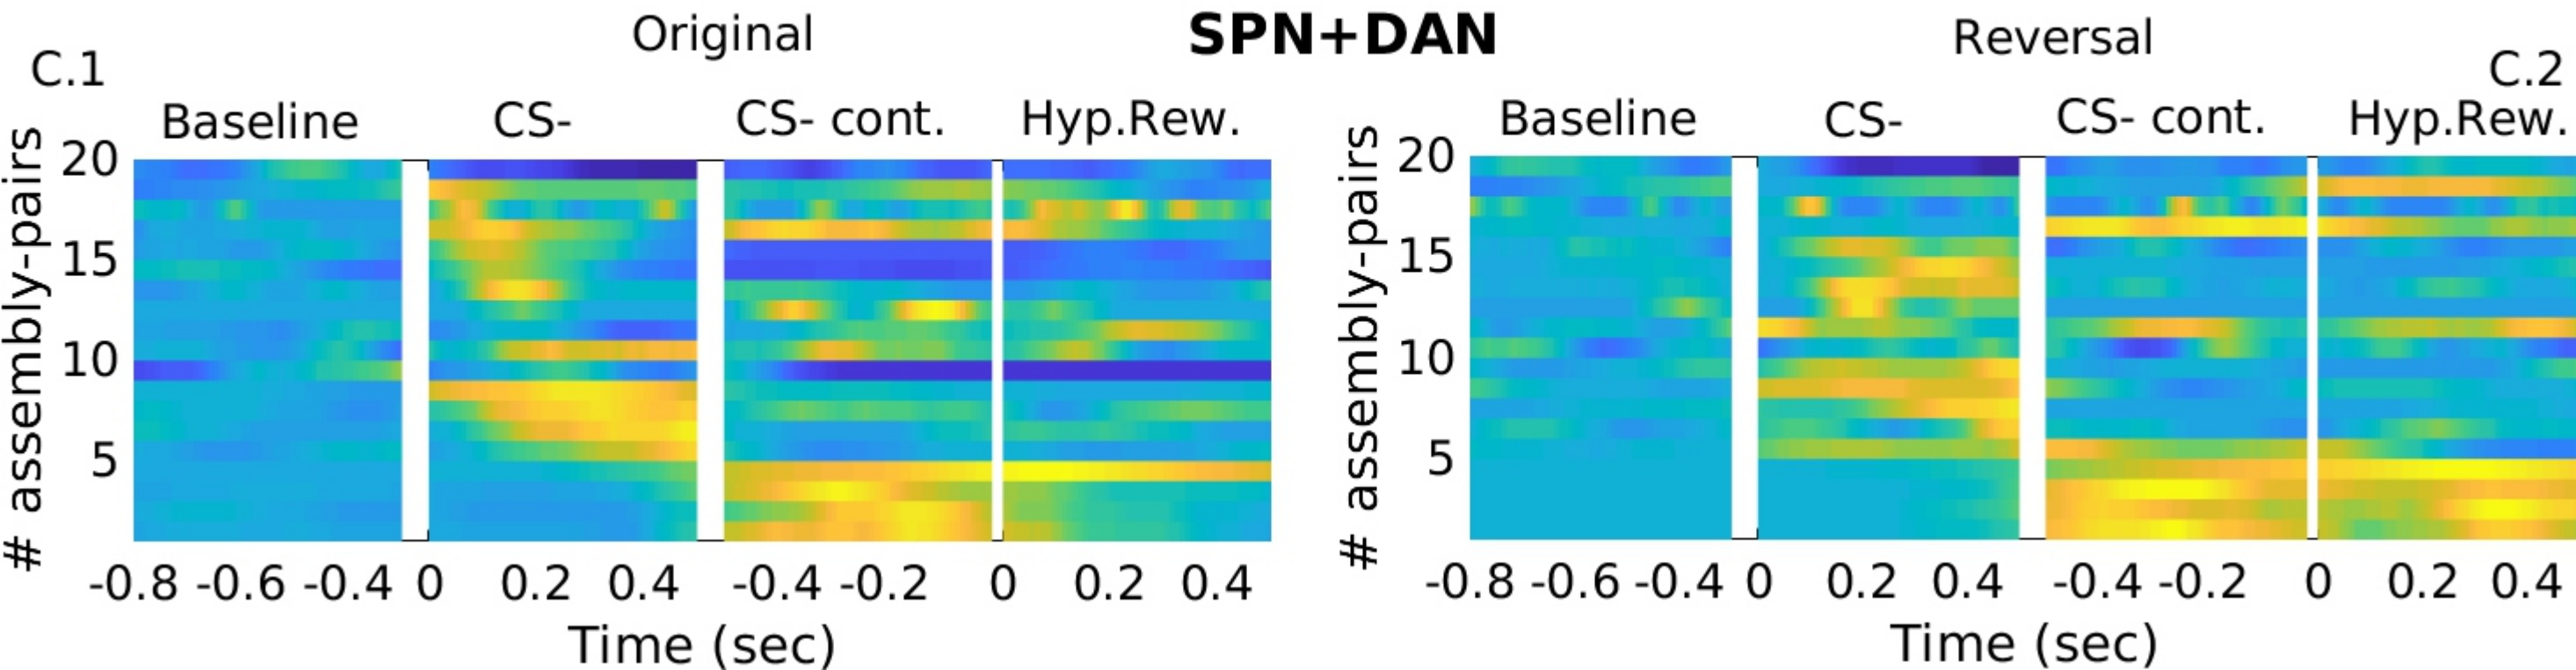 SPN+DAN
Original
C.1
Baseline CS- CS- cont. Hyp.Rew.
# assembly-pairs
20
15
10
5
-0.8 -0.6 -0.4 0 0.2 0.4 -0.4 -0.2 0 0.2 0.4
Time (sec)
Reversal
C.2
Baseline CS- CS- cont. Hyp.Rew.
# assembly-pairs
20
15
10
5
-0.8 -0.6 -0.4 0 0.2 0.4 -0.4 -0.2 0 0.2 0.4
Time (sec)